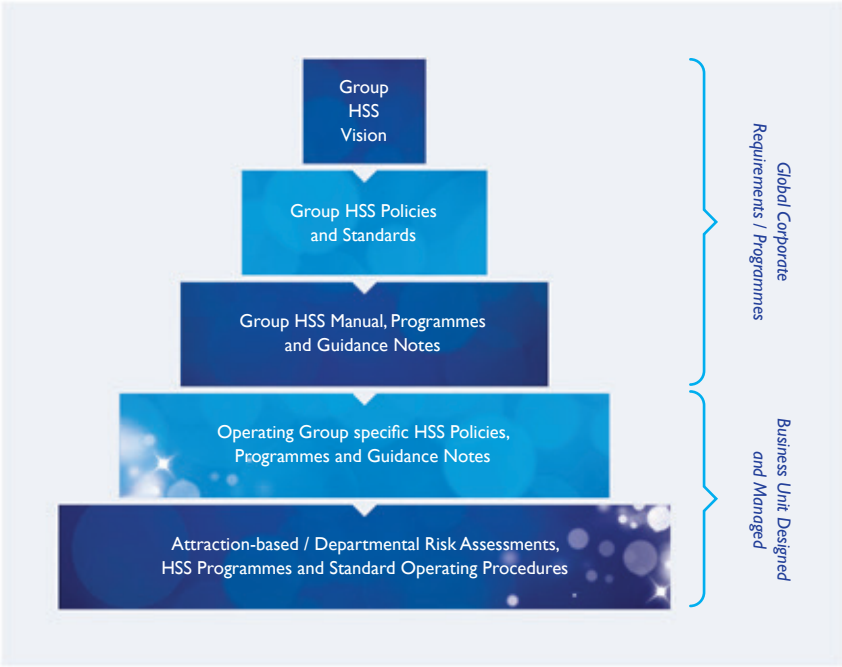 Group
HSS
Vision
Group HSS Policies
and Standards
Group HSS Manual, Programmes
and Guidance Notes
Operating Group specific HSS Policies,
Programmes and Guidance Notes
Attraction-based / Departmental Risk Assessments,
HSS Programmes and Standard Operating Procedures
Global Corporate
Requirements / Programmes
Business Unit Designed
and Managed